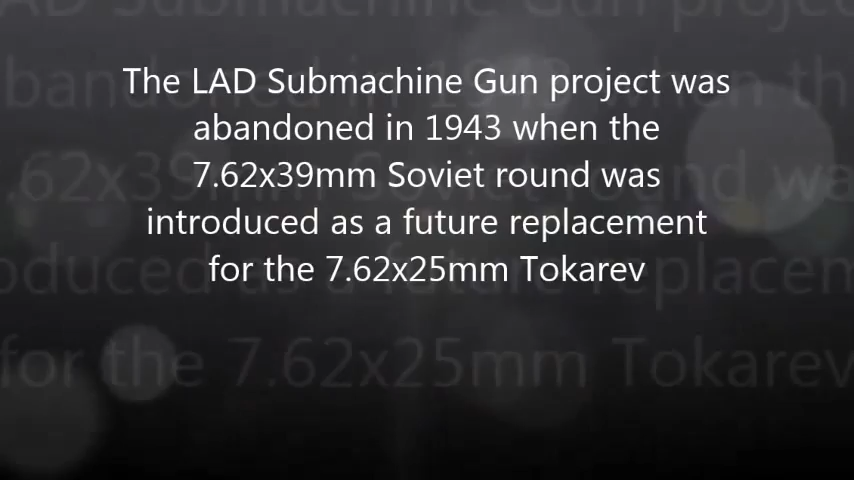 The LAD Submachine Gun project was
abandoned in 1943 when the
7.62x39mm Soviet round was
introduced as a future replacement
for the 7.62x25mm Tokarev